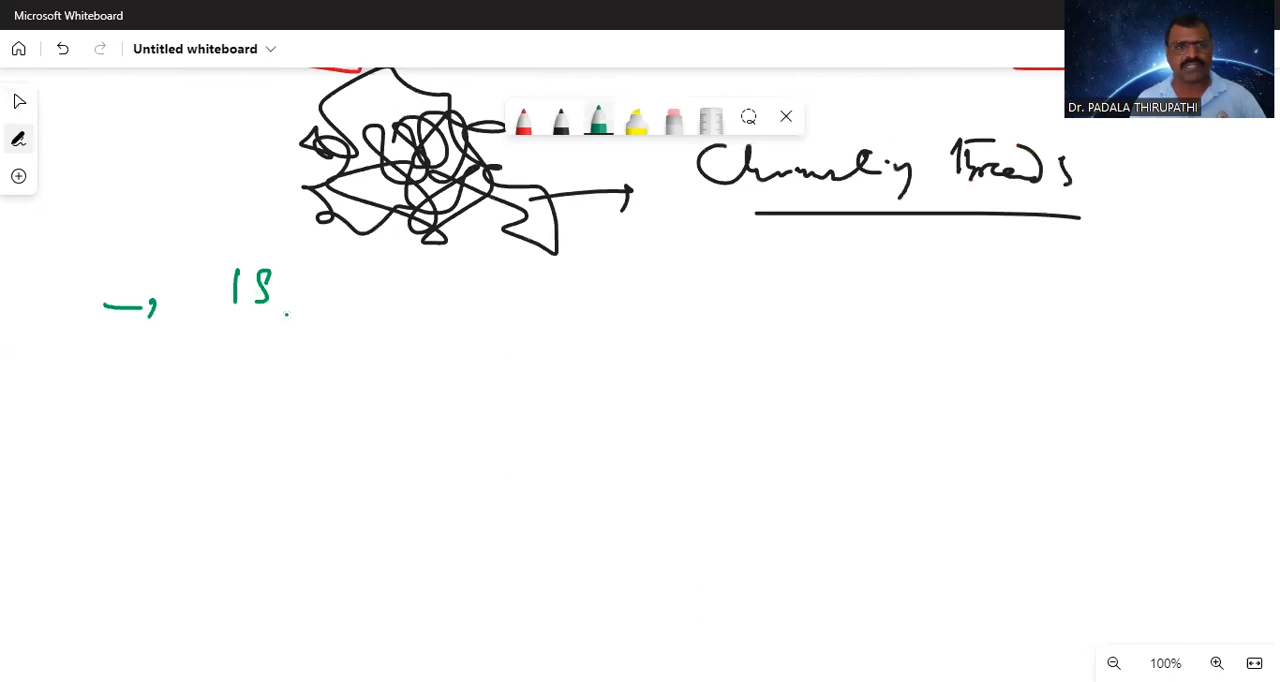 Microsoft Whiteboard
Untitled whiteboard
Dr. PADALA THIRUPATHI
Chromatin threads
→ 18
100%